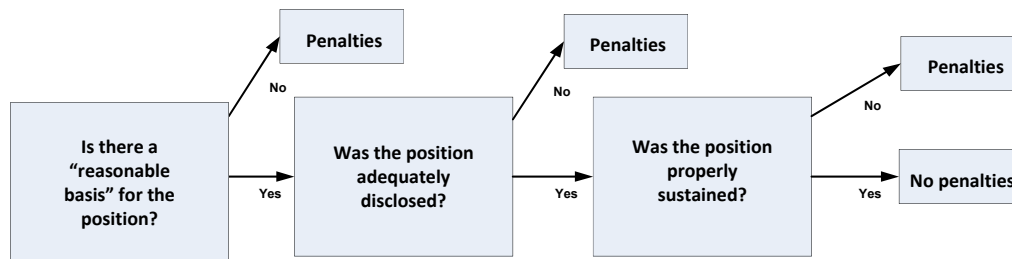 Penalties
Penalties
Penalties
No
No
No
Is there a
“reasonable
basis” for the
position?
Yes
Was the position
adequately
disclosed?
Yes
Was the position
properly
sustained?
Yes
No penalties